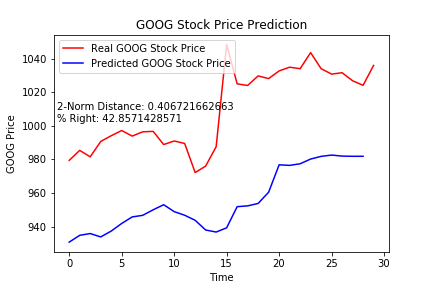 GOOG Stock Price Prediction
Real GOOG Stock Price
Predicted GOOG Stock Price
2-Norm Distance: 0.406721662663
% Right: 42.8571428571
GOOG Price
1040
1020
1000
980
960
940
0 5 10 15 20 25 30
Time